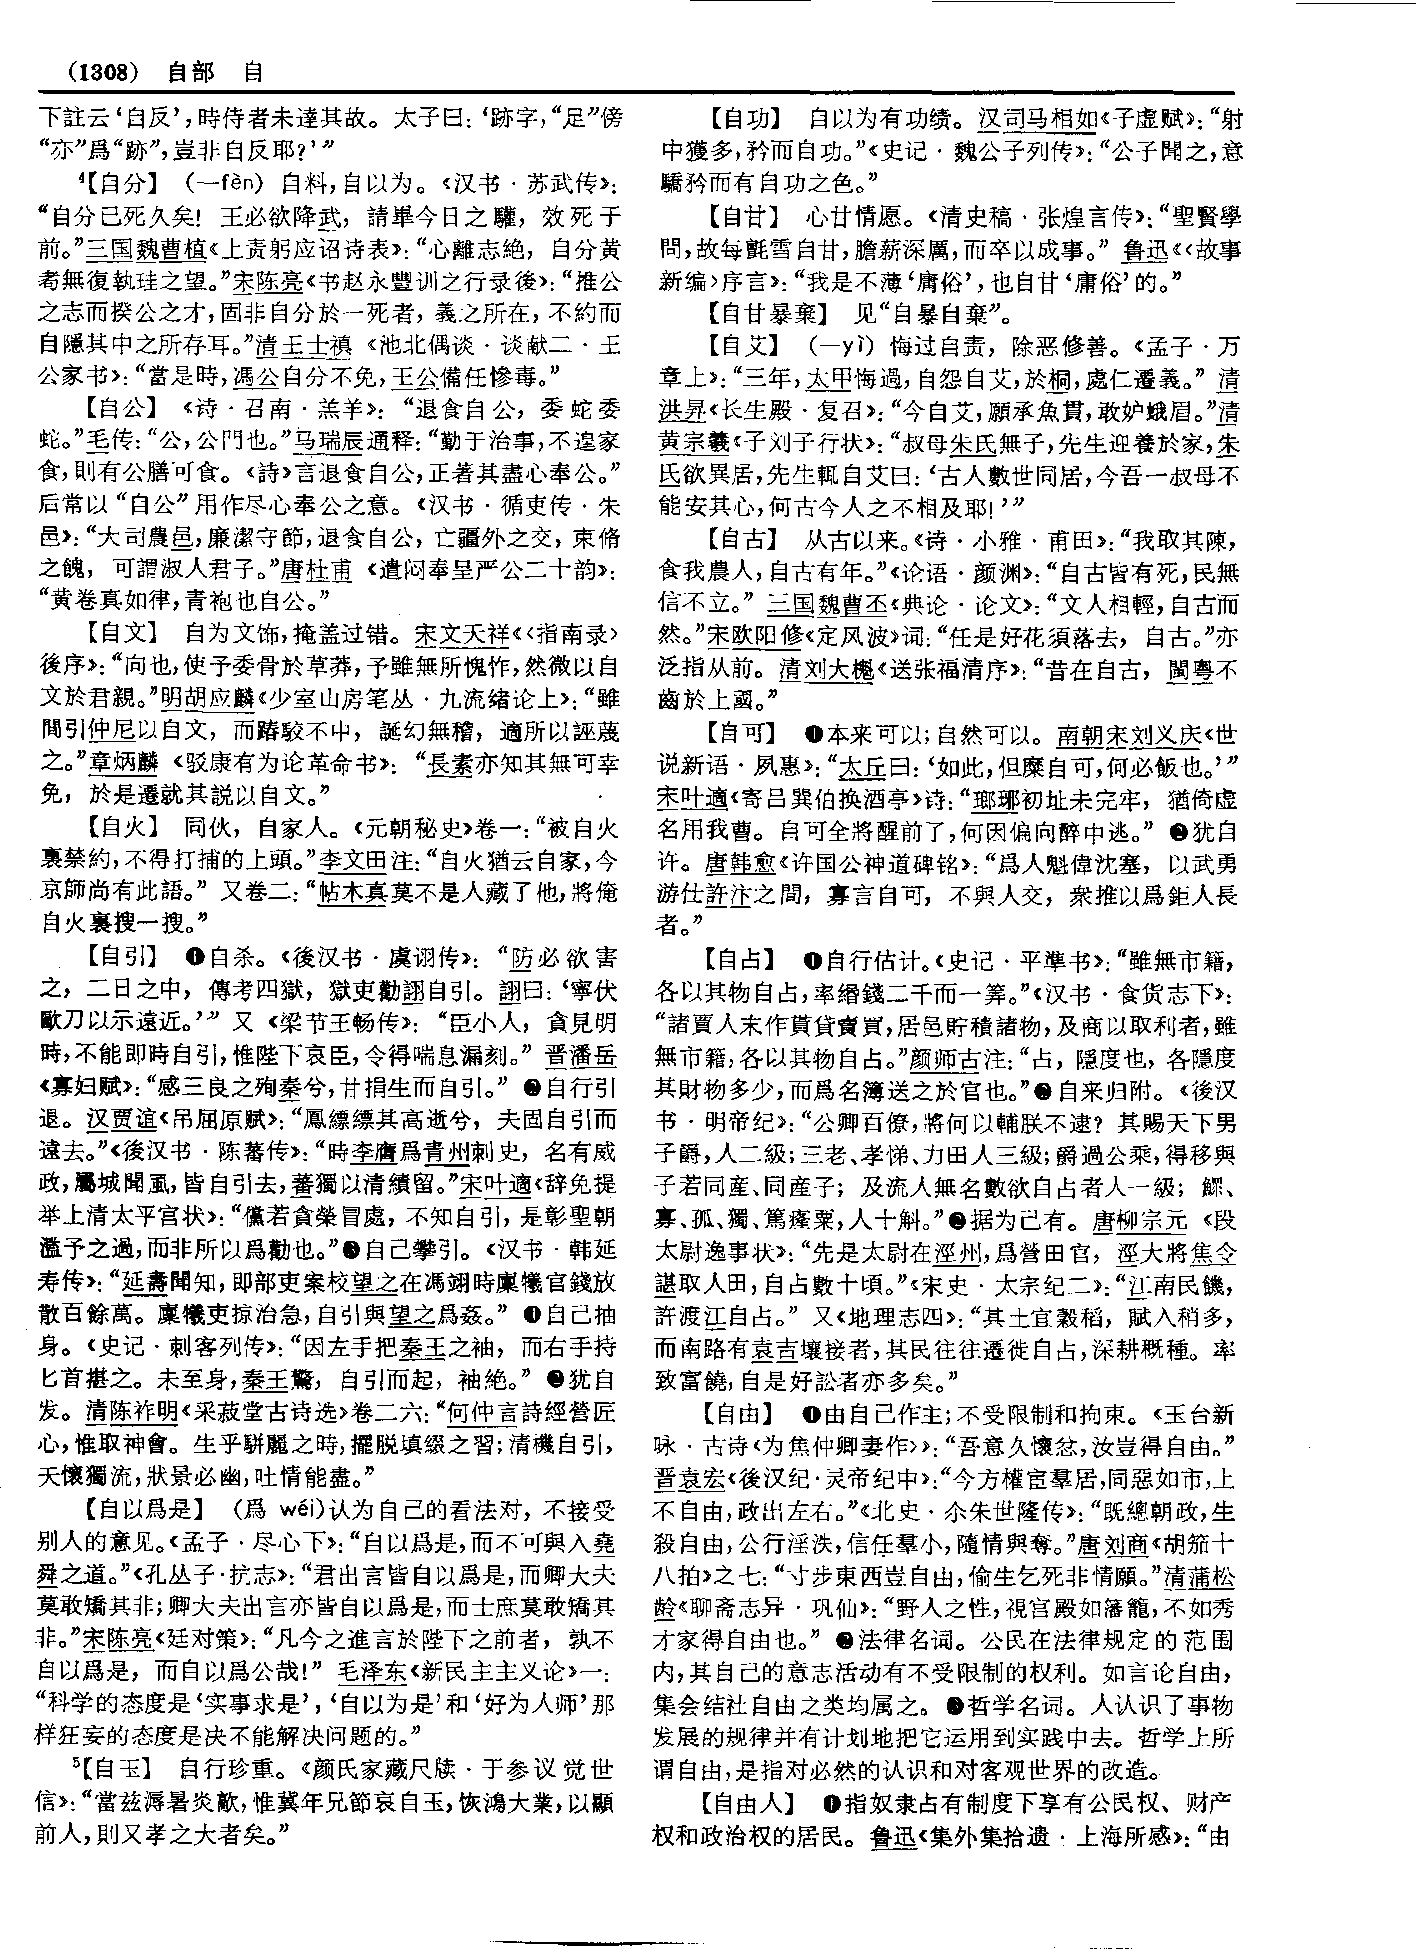 (1308) 自部 自
下註云‘自反’,時侍者未達其故。太子曰:‘跡字,“足”傍
“亦”爲“跡”,豈非自反耶?’”
⁴【自分】 (—fèn) 自料,自以为。《汉书·苏武传》:
“自分已死久矣! 王必欲降武, 請畢今日之驩, 效死于
前。”三国魏曹植《上责躬应诏诗表》:“心離志絶, 自分黄
耇無復執珪之望。”宋陈亮《书赵永豐训之行录後》:“推公
之志而揆公之才,固非自分於一死者, 義之所在, 不約而
自隱其中之所存耳。”清王士禛《池北偶谈·谈献二·王
公家书》:“當是時,馮公自分不免,王公備任慘毒。”
【自公】 《诗·召南·羔羊》: “退食自公, 委蛇委
蛇。”毛传:“公,公門也。”马瑞辰通释:“勤于治事,不遑家
食,則有公膳可食。《詩》言退食自公,正著其盡心奉公。”
后常以“自公”用作尽心奉公之意。《汉书·循吏传·朱
邑》:“大司農邑,廉潔守節,退食自公, 亡疆外之交, 束脩
之餽, 可謂淑人君子。”唐杜甫《遣闷奉呈严公二十韵》:
“黄卷真如律,青袍也自公。”
【自文】 自为文饰,掩盖过错。宋文天祥《〈指南录〉
後序》:“向也,使予委骨於草莽,予雖無所愧怍,然微以自
文於君親。”明胡应麟《少室山房笔丛·九流绪论上》:“雖
間引仲尼以自文, 而踳駮不中, 誕幻無稽, 適所以誣蔑
之。”章炳麟《驳康有为论革命书》: “長素亦知其無可幸
免, 於是遷就其説以自文。”
【自火】 同伙, 自家人。《元朝秘史》卷一:“被自火
裏禁約,不得打捕的上頭。”李文田注:“自火猶云自家,今
京師尚有此語。” 又卷二:“帖木真莫不是人藏了他,將俺
自火裏搜一搜。”
【自引】 ❶自杀。《後汉书·虞诩传》: “防必欲害
之, 二日之中, 傳考四獄, 獄吏勸詡自引。詡曰:‘寧伏
歐刀以示遠近。’” 又《梁节王畅传》: “臣小人, 貪見明
時,不能即時自引,惟陛下哀臣,令得喘息漏刻。” 晋潘岳
《寡妇赋》:“感三良之殉秦兮,甘捐生而自引。” ❷自行引
退。汉贾谊《吊屈原赋》:“鳳縹縹其高逝兮, 夫固自引而
遠去。”《後汉书·陈蕃传》:“時李膺爲青州刺史, 名有威
政,屬城聞風,皆自引去,蕃獨以清績留。”宋叶適《辞免提
举上清太平宫状》:“儻若貪榮冒處, 不知自引, 是彰聖朝
濫予之過,而非所以爲勸也。”❸自己攀引。《汉书·韩延
寿传》:“延壽聞知,即部吏案校望之在馮翊時廪犧官錢放
散百餘萬。廪犧吏掠治急,自引與望之爲姦。” ❹自己抽
身。《史记·刺客列传》:“因左手把秦王之袖, 而右手持
匕首揕之。未至身,秦王驚, 自引而起, 袖絶。” ❺犹自
发。清陈祚明《采菽堂古诗选》卷二六:“何仲言詩經營匠
心,惟取神會。生乎駢麗之時,擺脱填綴之習;清機自引,
天懷獨流,狀景必幽,吐情能盡。”
【自以爲是】 (爲 wéi)认为自己的看法对, 不接受
别人的意见。《孟子·尽心下》:“自以爲是,而不可與入堯
舜之道。”《孔丛子·抗志》:“君出言皆自以爲是,而卿大夫
莫敢矯其非;卿大夫出言亦皆自以爲是,而士庶莫敢矯其
非。”宋陈亮《廷对策》:“凡今之進言於陛下之前者, 孰不
自以爲是, 而自以爲公哉!” 毛泽东《新民主主义论》一:
“科学的态度是‘实事求是’,‘自以为是’和‘好为人师’那
样狂妄的态度是决不能解决问题的。”
⁵【自玉】 自行珍重。《颜氏家藏尺牍·于参议觉世
信》:“當兹溽暑炎歊,惟冀年兄節哀自玉,恢鴻大業,以顯
前人,則又孝之大者矣。”
【自功】 自以为有功绩。汉司马相如《子虚赋》:“射
中獲多,矜而自功。”《史记·魏公子列传》:“公子聞之,意
驕矜而有自功之色。”
【自甘】 心甘情愿。《清史稿·张煌言传》:“聖賢學
問,故每氈雪自甘,膽薪深厲,而卒以成事。” 鲁迅《〈故事
新编〉序言》:“我是不薄‘庸俗’,也自甘‘庸俗’的。”
【自甘暴棄】 见“自暴自棄”。
【自艾】 (—yì) 悔过自责, 除恶修善。《孟子·万
章上》:“三年,太甲悔過,自怨自艾,於桐,處仁遷義。” 清
洪昇《长生殿·复召》:“今自艾,願承魚貫,敢妒蛾眉。”清
黄宗羲《子刘子行状》:“叔母朱氏無子,先生迎養於家,朱
氏欲異居,先生輒自艾曰:‘古人數世同居,今吾一叔母不
能安其心,何古今人之不相及耶!’”
【自古】 从古以来。《诗·小雅·甫田》:“我取其陳,
食我農人,自古有年。”《论语·颜渊》:“自古皆有死,民無
信不立。” 三国魏曹丕《典论·论文》:“文人相輕,自古而
然。”宋欧阳修《定风波》词:“任是好花須落去, 自古。”亦
泛指从前。清刘大櫆《送张福清序》:“昔在自古, 閩粤不
齒於上國。”
【自可】 ❶本来可以;自然可以。南朝宋刘义庆《世
说新语·夙惠》:“太丘曰:‘如此,但糜自可,何必飯也。’”
宋叶適《寄吕巽伯换酒亭》诗:“瑯琊初址未完牢, 猶倚虚
名用我曹。自可全將醒前了,何因偏向醉中逃。” ❷犹自
许。唐韩愈《许国公神道碑铭》:“爲人魁偉沈塞, 以武勇
游仕許汴之間, 寡言自可, 不與人交, 衆推以爲鉅人長
者。”
【自占】 ❶自行估计。《史记·平準书》:“雖無市籍,
各以其物自占,率緡錢二千而一筭。”《汉书·食货志下》:
“諸賈人末作貰貸賣買,居邑貯積諸物,及商以取利者,雖
無市籍,各以其物自占。”颜师古注:“占, 隱度也, 各隱度
其財物多少,而爲名簿送之於官也。”❷自来归附。《後汉
书·明帝纪》:“公卿百僚,將何以輔朕不逮? 其賜天下男
子爵,人二級;三老、孝悌、力田人三級;爵過公乘,得移與
子若同産、同産子; 及流人無名數欲自占者人一級; 鰥、
寡、孤、獨、篤癃粟,人十斛。”❸据为己有。唐柳宗元《段
太尉逸事状》:“先是太尉在涇州,爲營田官, 涇大將焦令
諶取人田,自占數十頃。”《宋史·太宗纪二》:“江南民饑,
許渡江自占。” 又《地理志四》:“其土宜穀稻, 賦入稍多,
而南路有袁吉壤接者,其民往往遷徙自占,深耕概種。率
致富饒,自是好訟者亦多矣。”
【自由】 ❶由自己作主;不受限制和拘束。《玉台新
咏·古诗〈为焦仲卿妻作〉》:“吾意久懷忿,汝豈得自由。”
晋袁宏《後汉纪·灵帝纪中》:“今方權宦羣居,同惡如市,上
不自由,政出左右。”《北史·尒朱世隆传》:“既總朝政,生
殺自由,公行淫泆,信任羣小,隨情與奪。”唐刘商《胡笳十
八拍》之七:“寸步東西豈自由,偷生乞死非情願。”清蒲松
龄《聊斋志异·巩仙》:“野人之性,視宫殿如籓籠,不如秀
才家得自由也。” ❷法律名词。公民在法律规定的范围
内,其自己的意志活动有不受限制的权利。如言论自由,
集会结社自由之类均属之。❸哲学名词。人认识了事物
发展的规律并有计划地把它运用到实践中去。哲学上所
谓自由,是指对必然的认识和对客观世界的改造。
【自由人】 ❶指奴隶占有制度下享有公民权、财产
权和政治权的居民。鲁迅《集外集拾遗·上海所感》:“由